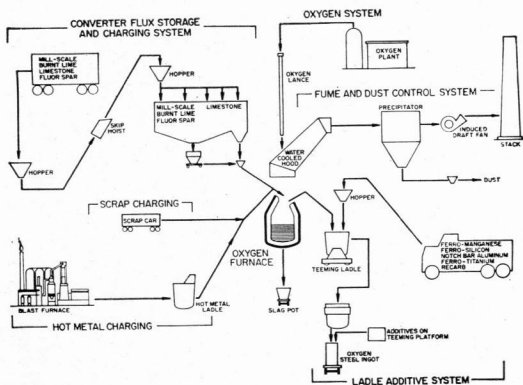 CONVERTER FLUX STORAGE
AND CHARGING SYSTEM
OXYGEN SYSTEM
MILL-SCALE
BURNT LIME
LIMESTONE
FLUOR SPAR
HOPPER
OXYGEN
LANCE
OXYGEN
PLANT
FUME AND DUST CONTROL SYSTEM
MILL-SCALE
BURNT LIME
FLUOR SPAR
LIMESTONE
SKIP
HOIST
PRECIPITATOR
INDUCED
DRAFT FAN
STACK
WATER
COOLED
HOOD
HOPPER
DUST
SCRAP CHARGING
SCRAP CAR
HOPPER
OXYGEN
FURNACE
TEEMING LADLE
FERRO-MANGANESE
FERRO-SILICON
NOTCH BAR ALUMINUM
FERRO-TITANIUM
RECARB
BLAST FURNACE
HOT METAL
LADLE
SLAG POT
HOT METAL CHARGING
ADDITIVES ON
TEEMING PLATFORM
OXYGEN
STEEL INGOT
LADLE ADDITIVE SYSTEM